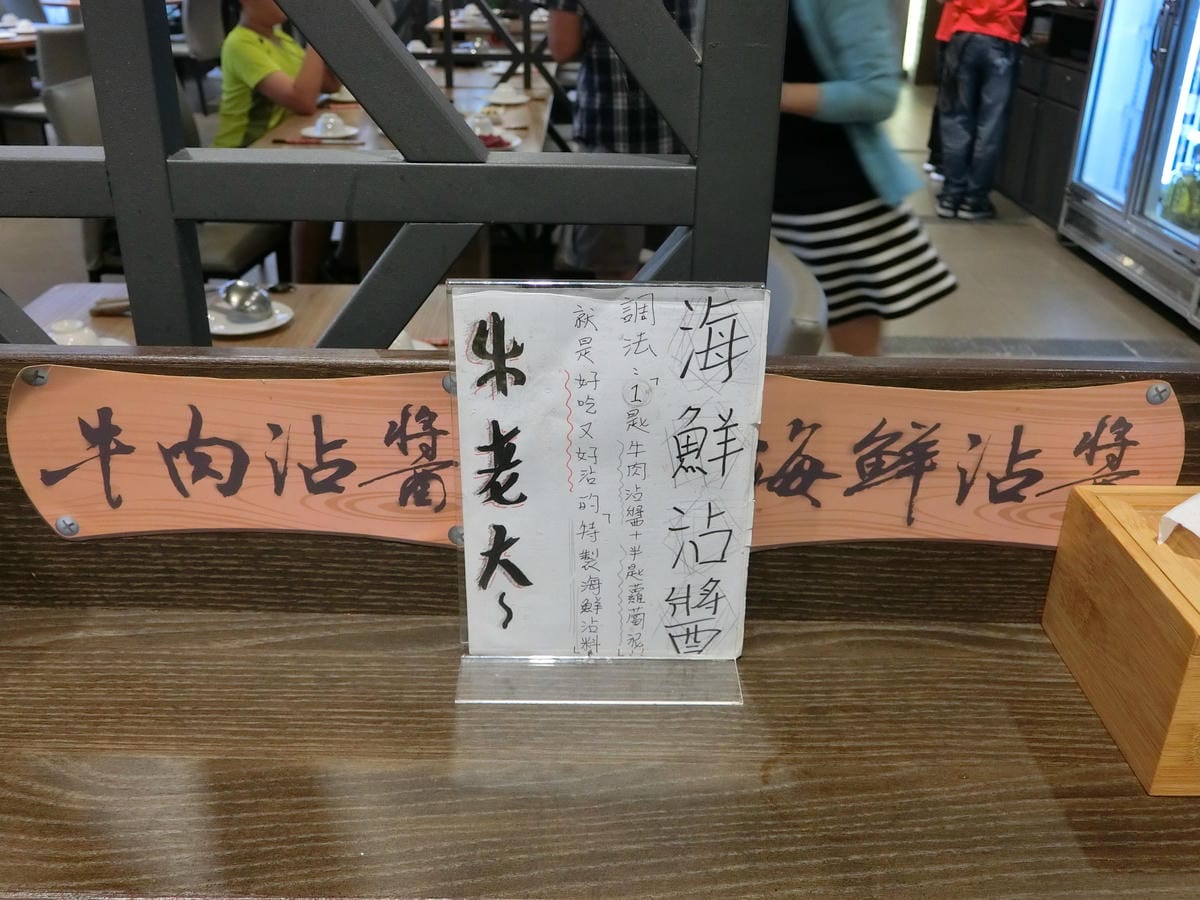 牛肉沾醬
海鮮沾醬
海鮮沾醬
調法:「1匙牛肉沾醬+半匙蘿蔔泥」
就是好吃又好沾的「特製海鮮沾料」
牛老大~